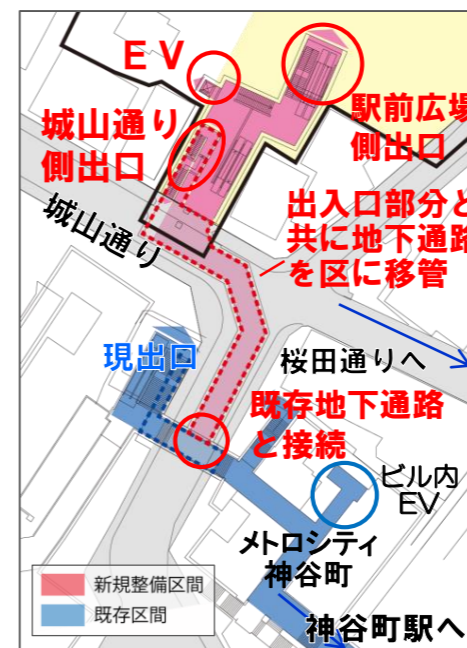 EV
城山通り
側出口
駅前広場
側出口
城山通り
出入口部分と
共に地下通路
を区に移管
現出口
桜田通りへ
既存地下通路
と接続
ビル内
EV
メトロシティ
神谷町
新規整備区間
既存区間
神谷町駅へ